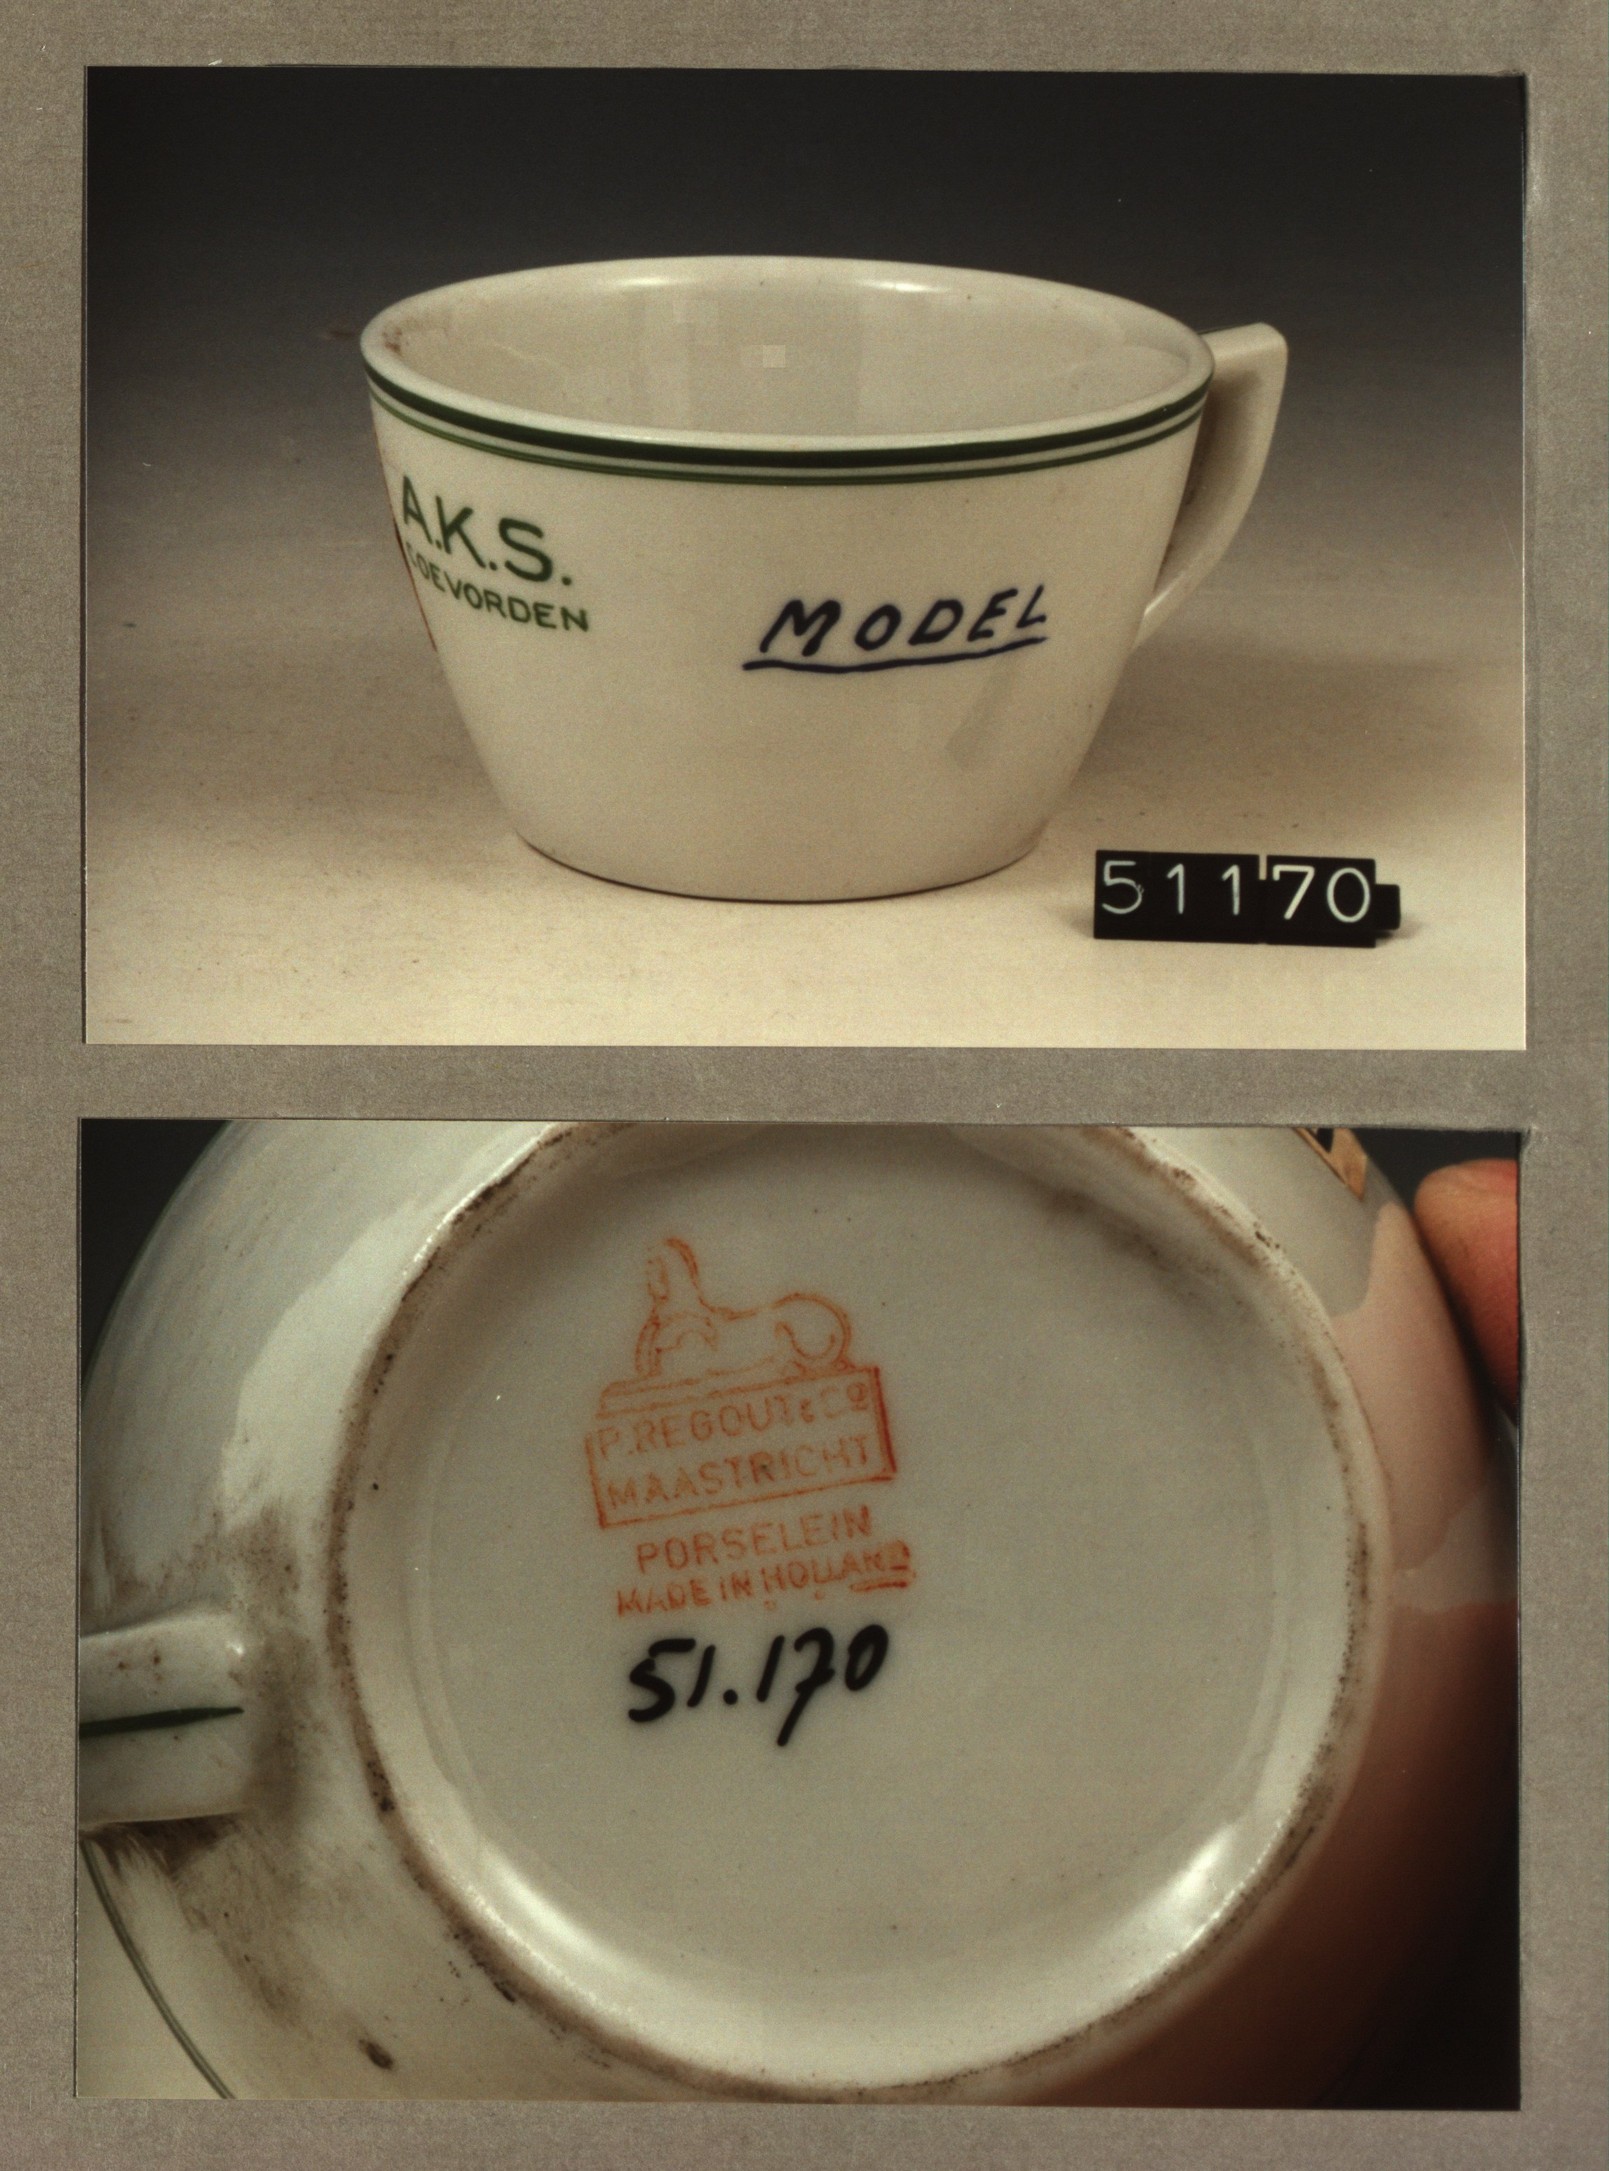 A.K.S.
COEVORDEN
MODEL
51170
P. REGOUT & Co
MAASTRICHT
PORSELEIN
MADE IN HOLLAND
51.170